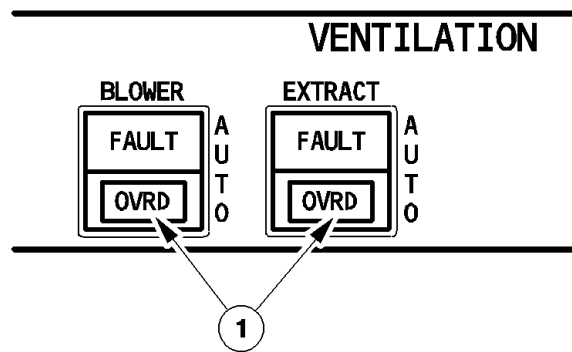 VENTILATION
BLOWER
EXTRACT
FAULT
AUTO
FAULT
AUTO
OVRD
OVRD
1